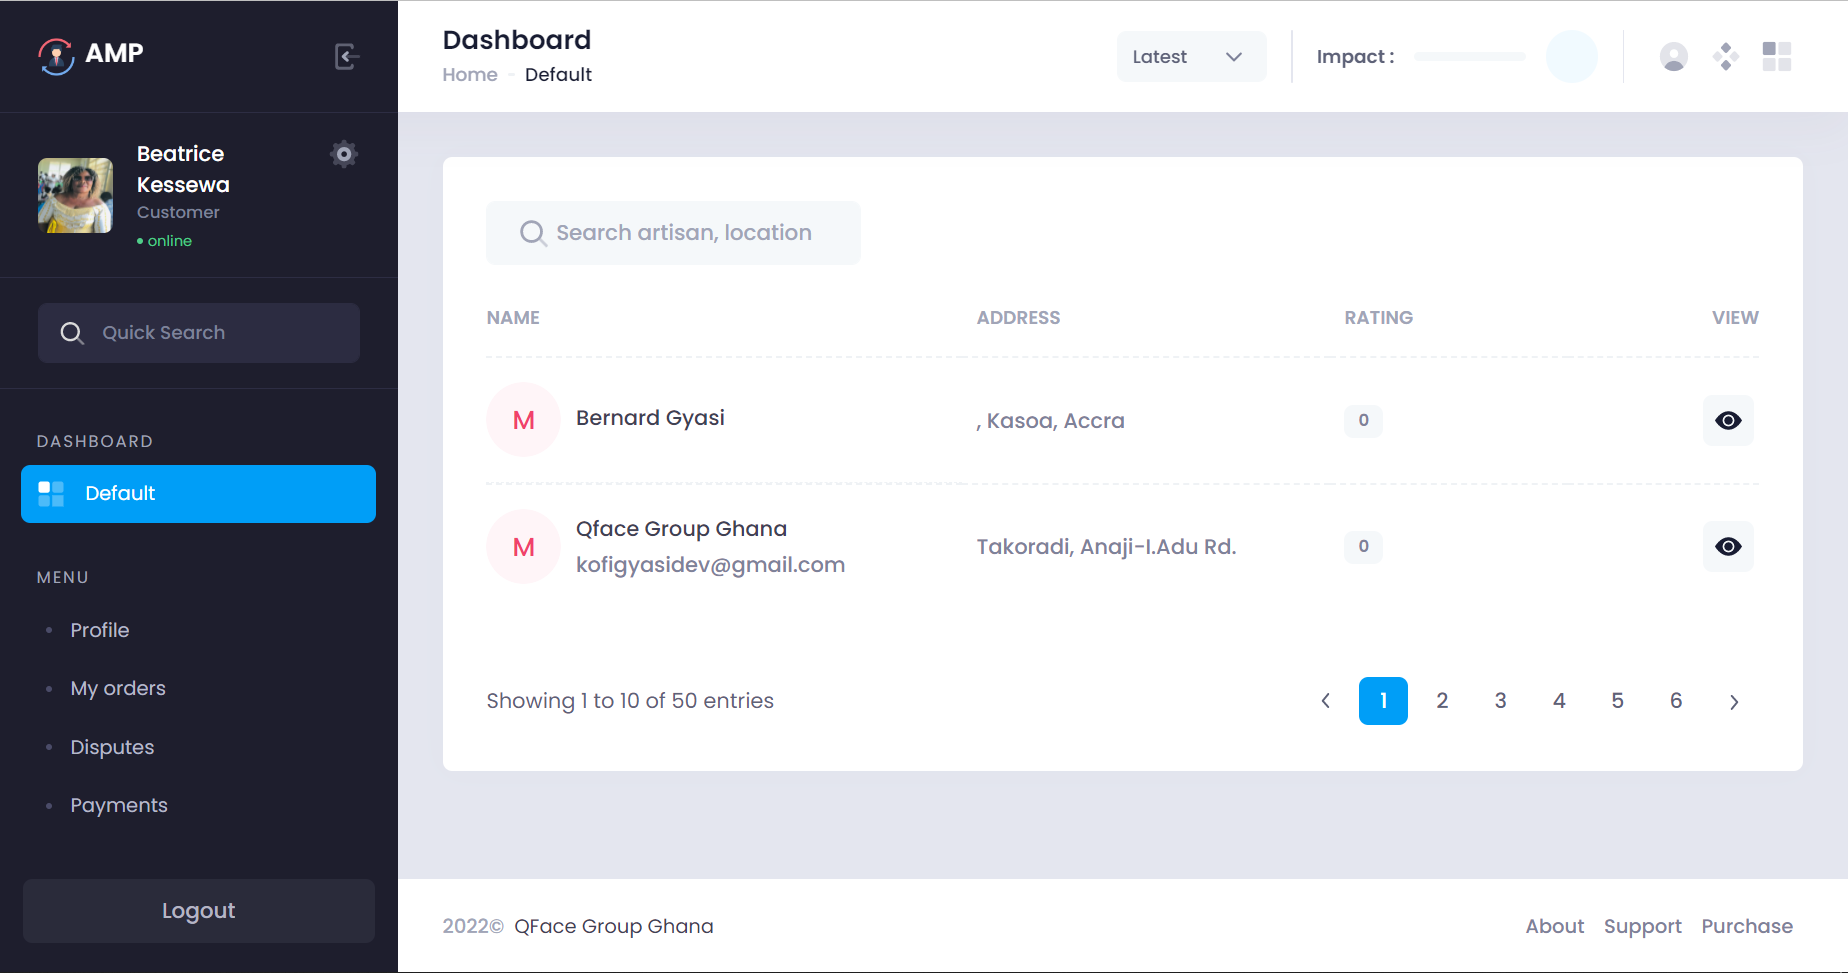 AMP
Beatrice
Kessewa
Customer
online
Quick Search
DASHBOARD
Default
MENU
Profile
My orders
Disputes
Payments
Logout
Dashboard
Home - Default
Latest
Impact :
Search artisan, location
NAME ADDRESS RATING VIEW
M Bernard Gyasi , Kasoa, Accra 0
M Qface Group Ghana Takoradi, Anaji-I.Adu Rd. 0
kofigyasidev@gmail.com
Showing 1 to 10 of 50 entries
1 2 3 4 5 6
2022© QFace Group Ghana
About Support Purchase